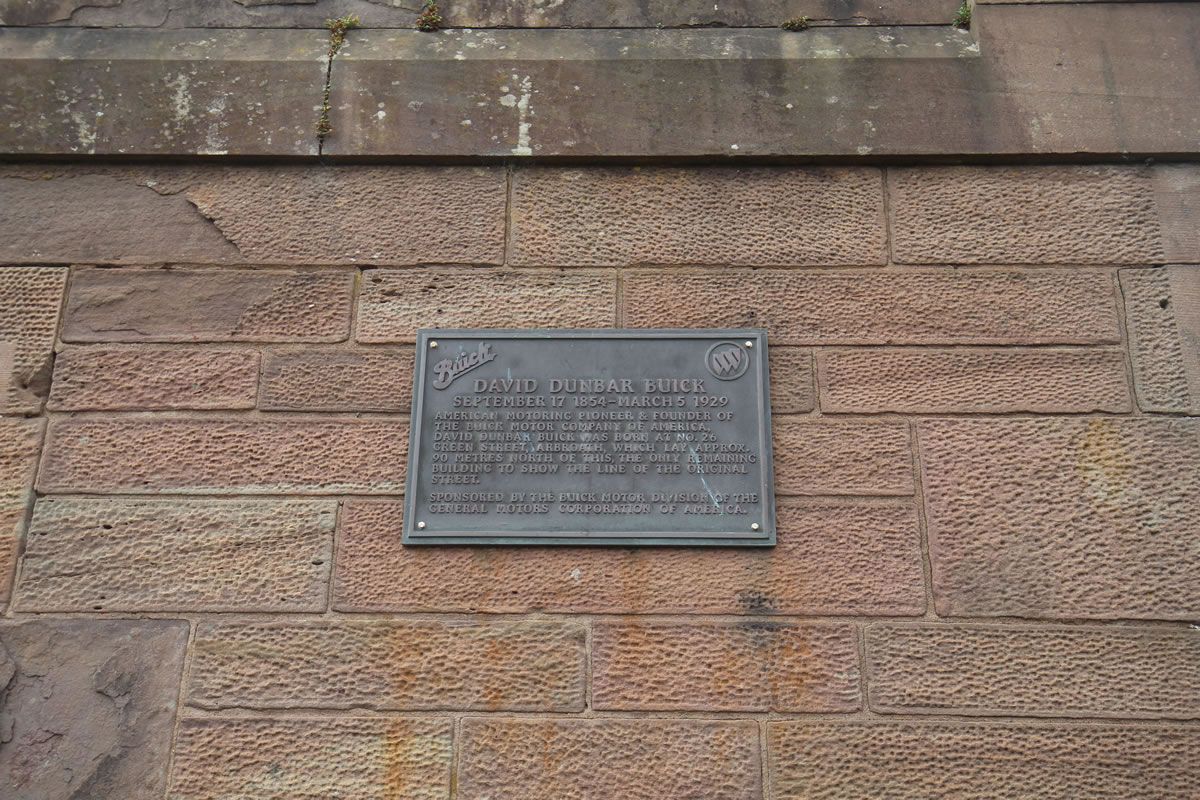 Buick
DAVID DUNBAR BUICK
SEPTEMBER 17 1854-MARCH 5 1929
AMERICAN MOTORING PIONEER & FOUNDER OF
THE BUICK MOTOR COMPANY OF AMERICA,
DAVID DUNBAR BUICK WAS BORN AT NO. 26
GREEN STREET, ARBROATH, WHICH LAY APPROX.
90 METRES NORTH OF THIS, THE ONLY REMAINING
BUILDING TO SHOW THE LINE OF THE ORIGINAL
STREET.
SPONSORED BY THE BUICK MOTOR DIVISION OF THE
GENERAL MOTORS CORPORATION OF AMERICA.